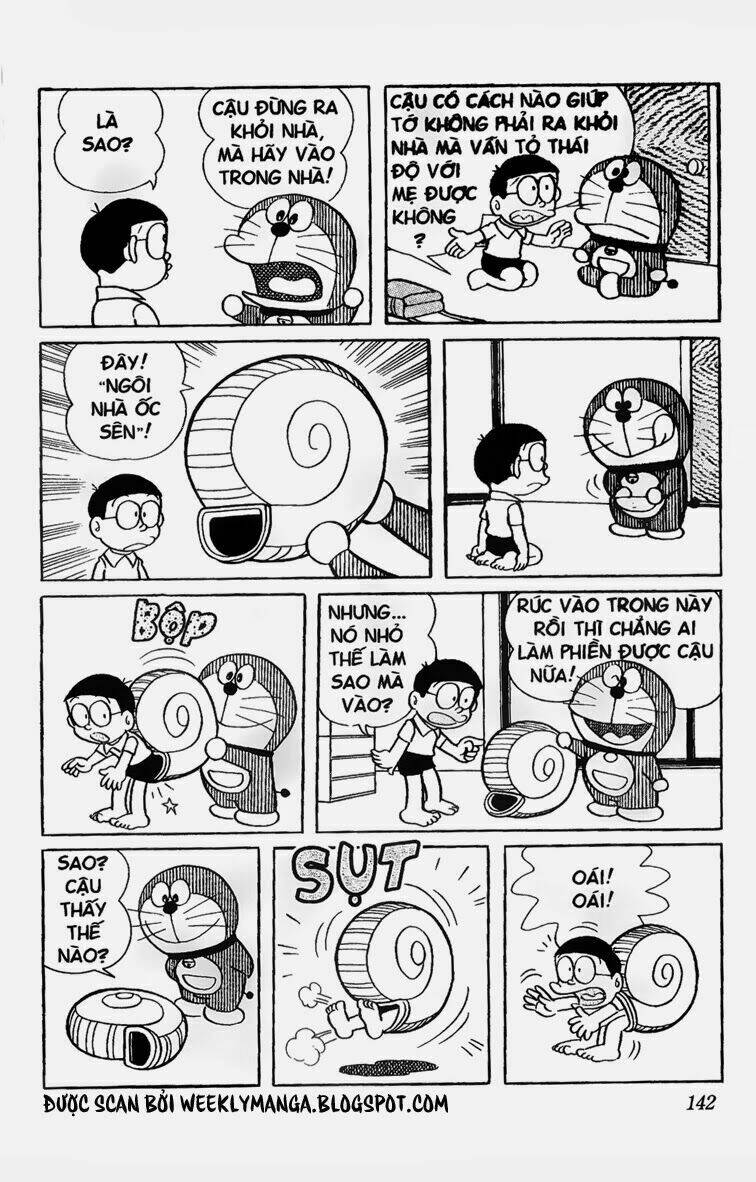 CẬU CÓ CÁCH NÀO GIÚP
TỚ KHÔNG PHẢI RA KHỎI
NHÀ MÀ VẪN TỎ THÁI
ĐỘ VỚI
MẸ ĐƯỢC
KHÔNG
?
CẬU ĐỪNG RA
KHỎI NHÀ,
MÀ HÃY VÀO
TRONG NHÀ!
LÀ
SAO?
ĐÂY!
"NGÔI
NHÀ ỐC
SÊN"!
RÚC VÀO TRONG NÀY
RỒI THÌ CHẲNG AI
LÀM PHIỀN ĐƯỢC CẬU
NỮA!
NHƯNG...
NÓ NHỎ
THẾ LÀM
SAO MÀ
VÀO?
BỘP
OÁI!
OÁI!
SỤT
SAO?
CẬU
THẤY
THẾ
NÀO?
ĐƯỢC SCAN BỞI WEEKLYMANGA.BLOGSPOT.COM
142